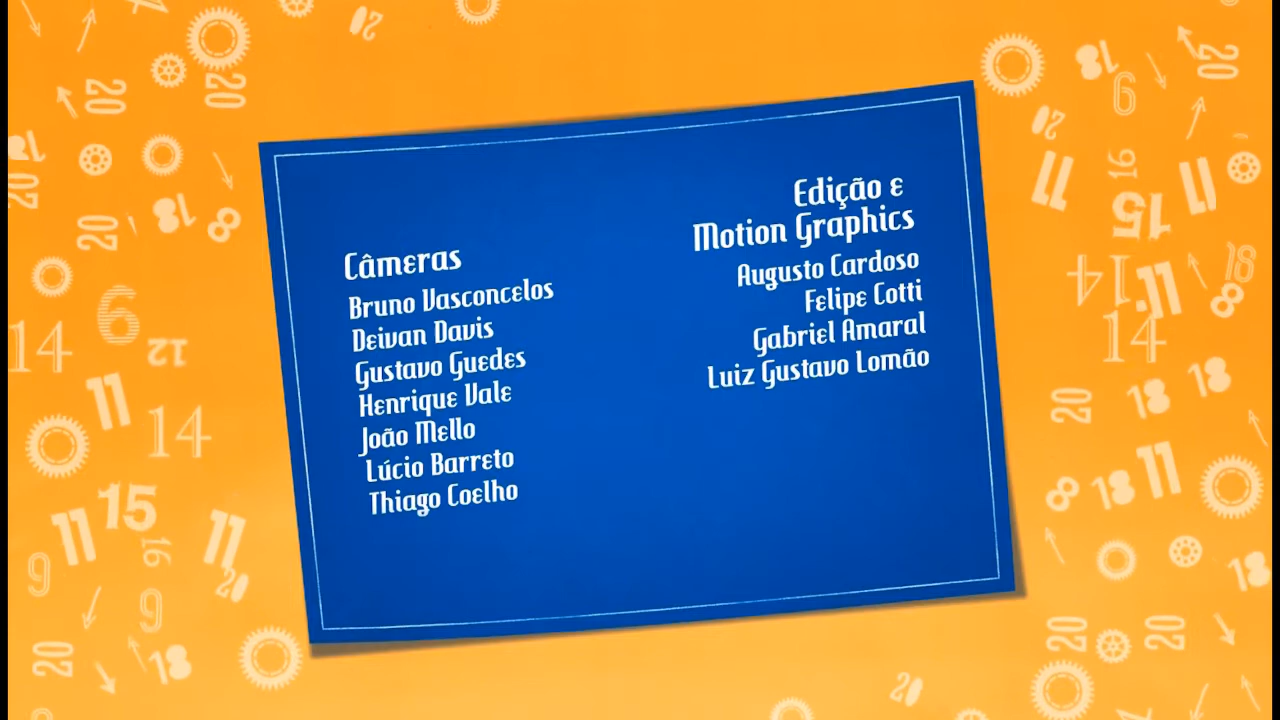 Câmeras
Bruno Vasconcelos
Deivan Davis
Gustavo Guedes
Henrique Vale
João Mello
Lúcio Barreto
Thiago Coelho
Edição e
Motion Graphics
Augusto Cardoso
Felipe Cotti
Gabriel Amaral
Luiz Gustavo Lomão